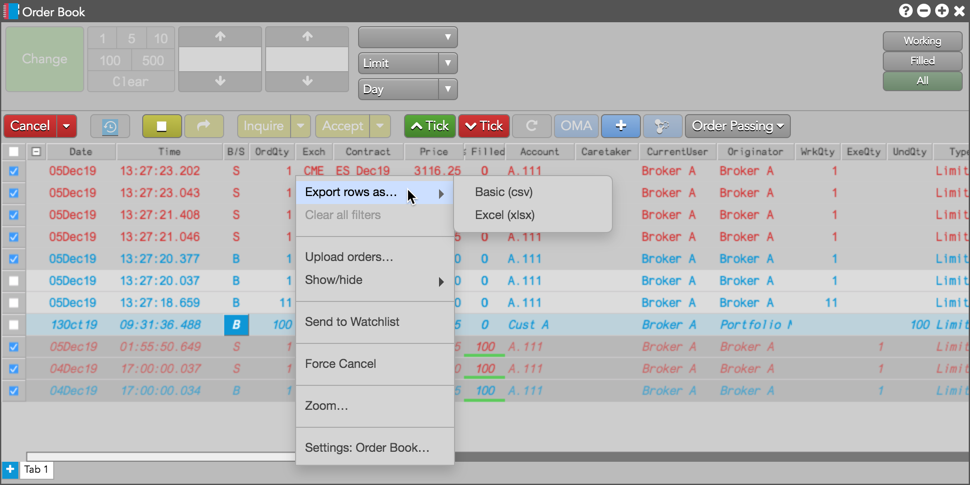 Order Book
Change
1 5 10
100 500
Clear
Limit
Day
Working
Filled
All
Cancel
Inquire
Accept
Tick
Tick
OMA
Order Passing
Date Time B/S OrdQty Exch Contract Price Filled Account Caretaker CurrentUser Originator WrkQty ExeQty UndQty Type
05Dec19 13:27:23.202 S 1 CME ES Dec19 3116.25 0 A.111 Broker A Broker A 1 Limit
05Dec19 13:27:23.043 S 1 Broker A Broker A 1 Limit
05Dec19 13:27:21.408 S 1 Broker A Broker A 1 Limit
05Dec19 13:27:21.046 S 1 0 A.111 Broker A Broker A 1 Limit
05Dec19 13:27:20.377 B 1 0 A.111 Broker A Broker A 1 Limit
05Dec19 13:27:20.037 B 1 0 A.111 Broker A Broker A 1 Limit
05Dec19 13:27:18.659 B 11 0 A.111 Broker A Broker A 11 Limit
13Oct19 09:31:36.488 B 100 5 0 Cust A Broker A Portfolio 100 Limit
05Dec19 01:55:50.649 S 1 5 100 A.111 Broker A Broker A 1 Limit
04Dec19 17:00:00.037 S 1 100 A.111 Broker A Broker A 1 Limit
04Dec19 17:00:00.034 B 1 5 100 A.111 Broker A Broker A 1 Limit
Export rows as...
Clear all filters
Upload orders...
Show/hide
Send to Watchlist
Force Cancel
Zoom...
Settings: Order Book...
Basic (csv)
Excel (xlsx)
Tab 1